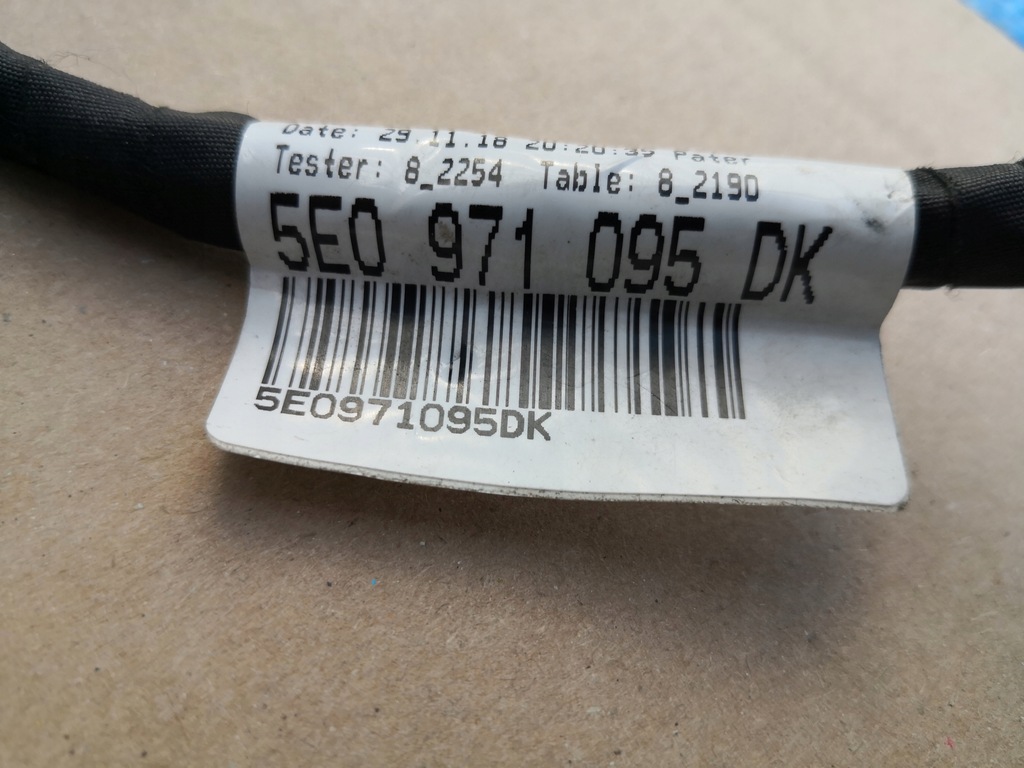 Date: 29.11.18 20:20:39 Pater
Tester: 8_2254 Table: 8_2190
5E0 971 095 DK
5E0971095DK